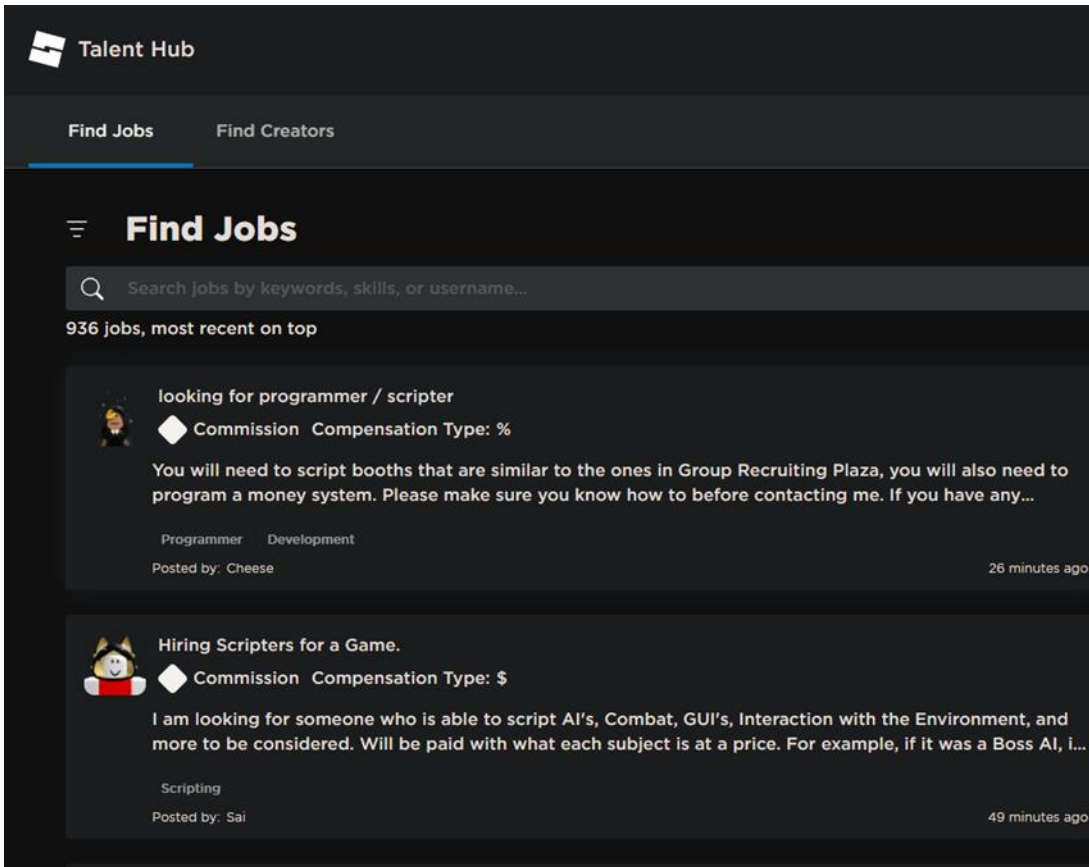 Talent Hub
Find Jobs
Find Creators
Find Jobs
Search jobs by keywords, skills, or username...
936 jobs, most recent on top
looking for programmer / scripter
Commission Compensation Type: %
You will need to script booths that are similar to the ones in Group Recruiting Plaza, you will also need to
program a money system. Please make sure you know how to before contacting me. If you have any...
Programmer Development
Posted by: Cheese
26 minutes ago
Hiring Scripters for a Game.
Commission Compensation Type: $
I am looking for someone who is able to script AI's, Combat, GUI's, Interaction with the Environment, and
more to be considered. Will be paid with what each subject is at a price. For example, if it was a Boss AI, i...
Scripting
Posted by: Sai
49 minutes ago